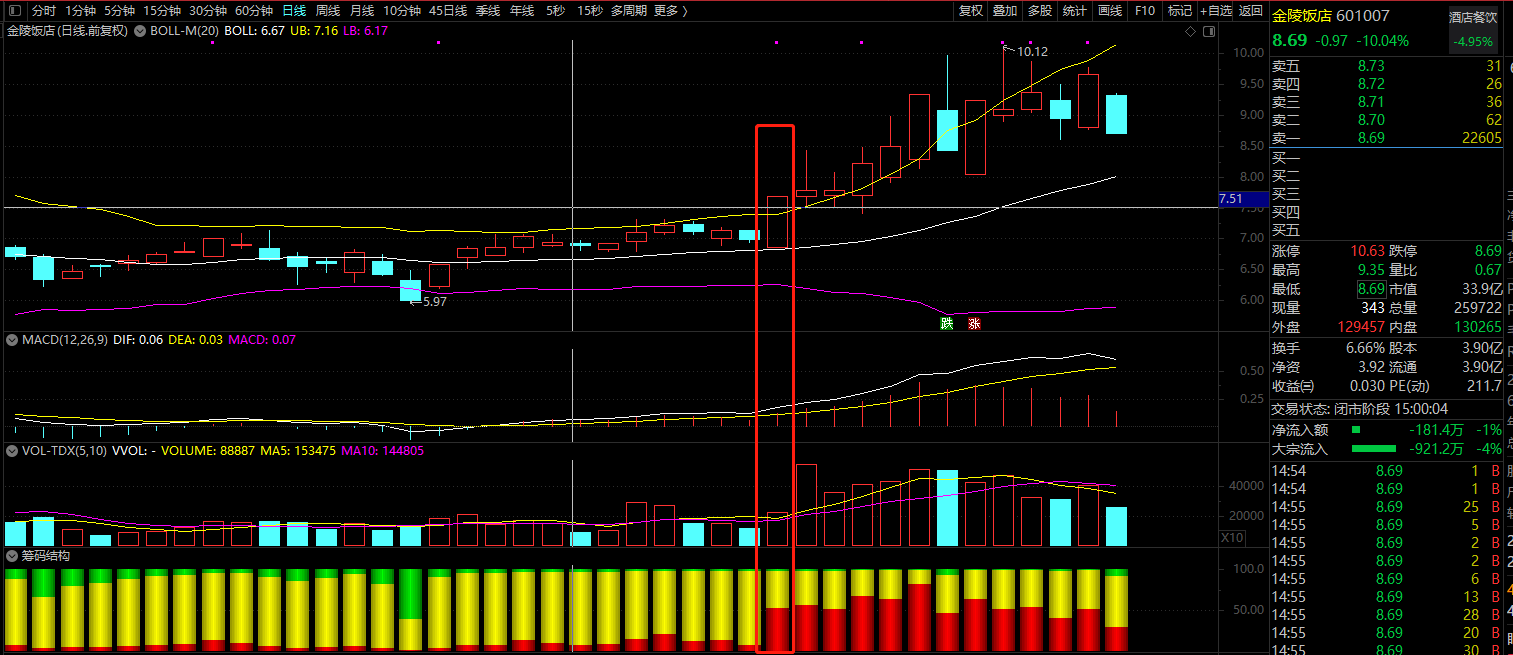 分时 1分钟 5分钟 15分钟 30分钟 60分钟 日线 周线 月线 10分钟 45日线 季线 年线 5秒 15秒 多周期 更多 〉 复权 叠加 多股 统计 画线 F10 标记 +自选 返回
金陵饭店(日线.前复权) BOLL-M(20) BOLL: 6.67 UB: 7.16 LB: 6.17
10.12
5.97
跌 涨
10.00
9.50
9.00
8.50
8.00
7.51
7.00
6.50
6.00
MACD(12,26,9) DIF: 0.06 DEA: 0.03 MACD: 0.07
0.50
0.25
VOL-TDX(5,10) VVOL: - VOLUME: 88887 MA5: 153475 MA10: 144805
40000
20000
X10
筹码结构
100.0
50.00
金陵饭店 601007
酒店餐饮
8.69 -0.97 -10.04%
-4.95%
卖五 8.73 31
卖四 8.72 26
卖三 8.71 36
卖二 8.70 62
卖一 8.69 22605
买一
买二
买三
买四
买五
涨停 10.63 跌停 8.69
最高 9.35 量比 0.67
最低 8.69 市值 33.9亿
现量 343 总量 259722
外盘 129457 内盘 130265
换手 6.66% 股本 3.90亿
净资 3.92 流通 3.90亿
收益㈢ 0.030 PE(动) 211.7
交易状态: 闭市阶段 15:00:04
净流入额 -181.4万 -1%
大宗流入 -921.2万 -4%
14:54 8.69 1 B
14:54 8.69 1 B
14:55 8.69 25 B
14:55 8.69 5 B
14:55 8.69 2 B
14:55 8.69 2 B
14:55 8.69 6 B
14:55 8.69 13 B
14:55 8.69 28 B
14:55 8.69 20 B
14:55 8.69 30 B